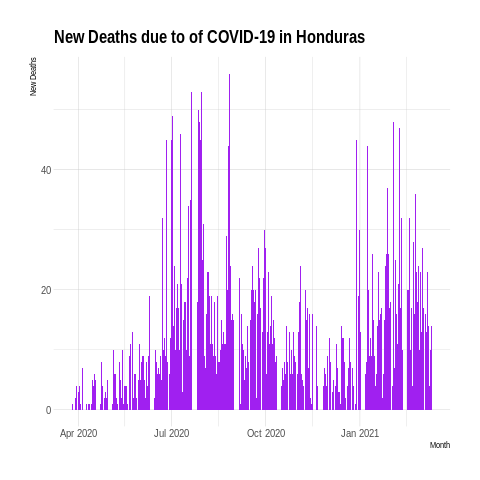 New Deaths due to of COVID-19 in Honduras
New Deaths
40
20
0
Apr 2020 Jul 2020 Oct 2020 Jan 2021
Month